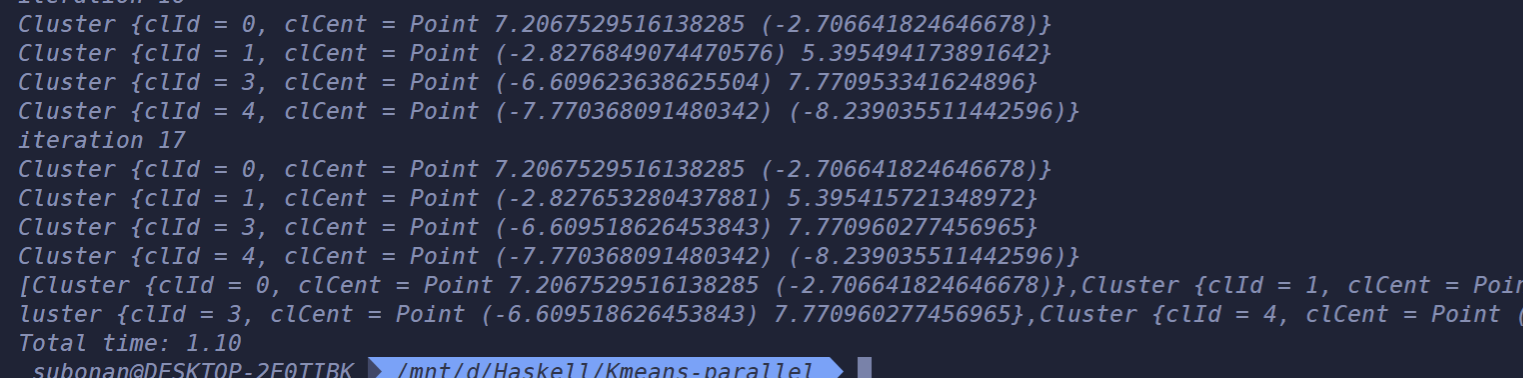 iteration 16
Cluster {clId = 0, clCent = Point 7.2067529516138285 (-2.706641824646678)}
Cluster {clId = 1, clCent = Point (-2.8276849074470576) 5.395494173891642}
Cluster {clId = 3, clCent = Point (-6.609623638625504) 7.770953341624896}
Cluster {clId = 4, clCent = Point (-7.770368091480342) (-8.239035511442596)}
iteration 17
Cluster {clId = 0, clCent = Point 7.2067529516138285 (-2.706641824646678)}
Cluster {clId = 1, clCent = Point (-2.827653280437881) 5.395415721348972}
Cluster {clId = 3, clCent = Point (-6.609518626453843) 7.770960277456965}
Cluster {clId = 4, clCent = Point (-7.770368091480342) (-8.239035511442596)}
[Cluster {clId = 0, clCent = Point 7.2067529516138285 (-2.706641824646678)},Cluster {clId = 1, clCent = Poin
luster {clId = 3, clCent = Point (-6.609518626453843) 7.770960277456965},Cluster {clId = 4, clCent = Point (
Total time: 1.10
subonan@DESKTOP-2F0TIBK /mnt/d/Haskell/Kmeans-parallel